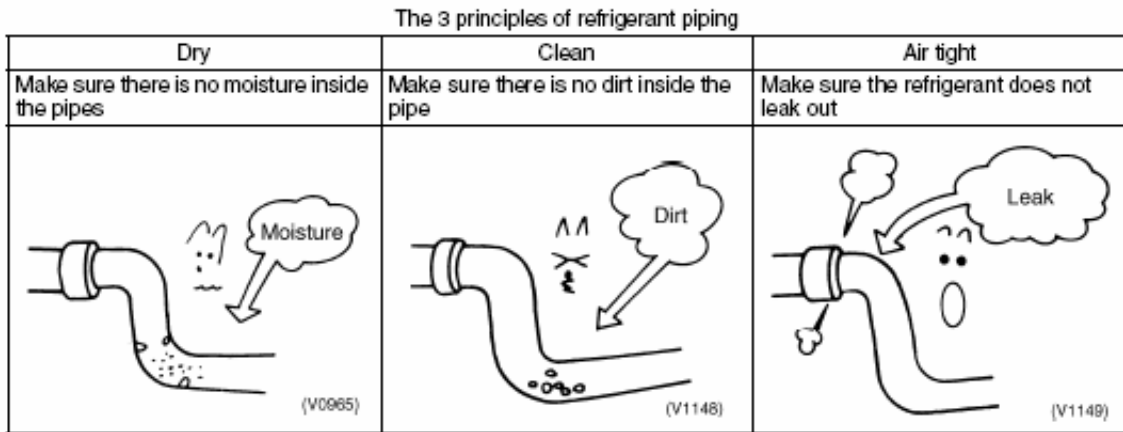 The 3 principles of refrigerant piping
Dry
Clean
Air tight
Make sure there is no moisture inside
the pipes
Make sure there is no dirt inside the
pipe
Make sure the refrigerant does not
leak out
Moisture
(V0965)
Dirt
(V1148)
Leak
(V1149)